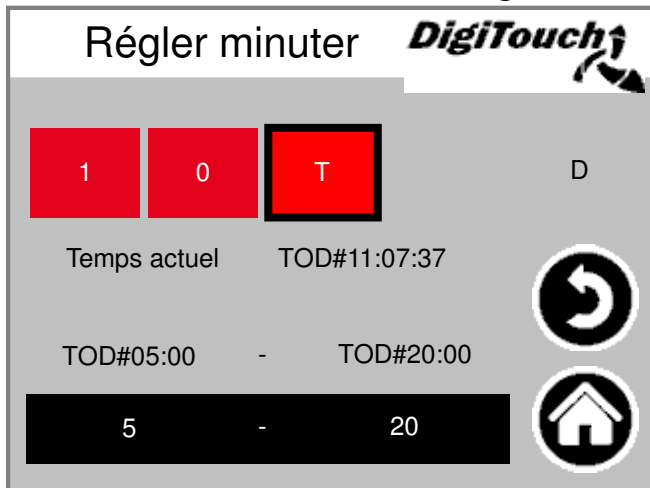 Régler minuter DigiTouch
1 0 T D
Temps actuel TOD#11:07:37
TOD#05:00 - TOD#20:00
5 - 20